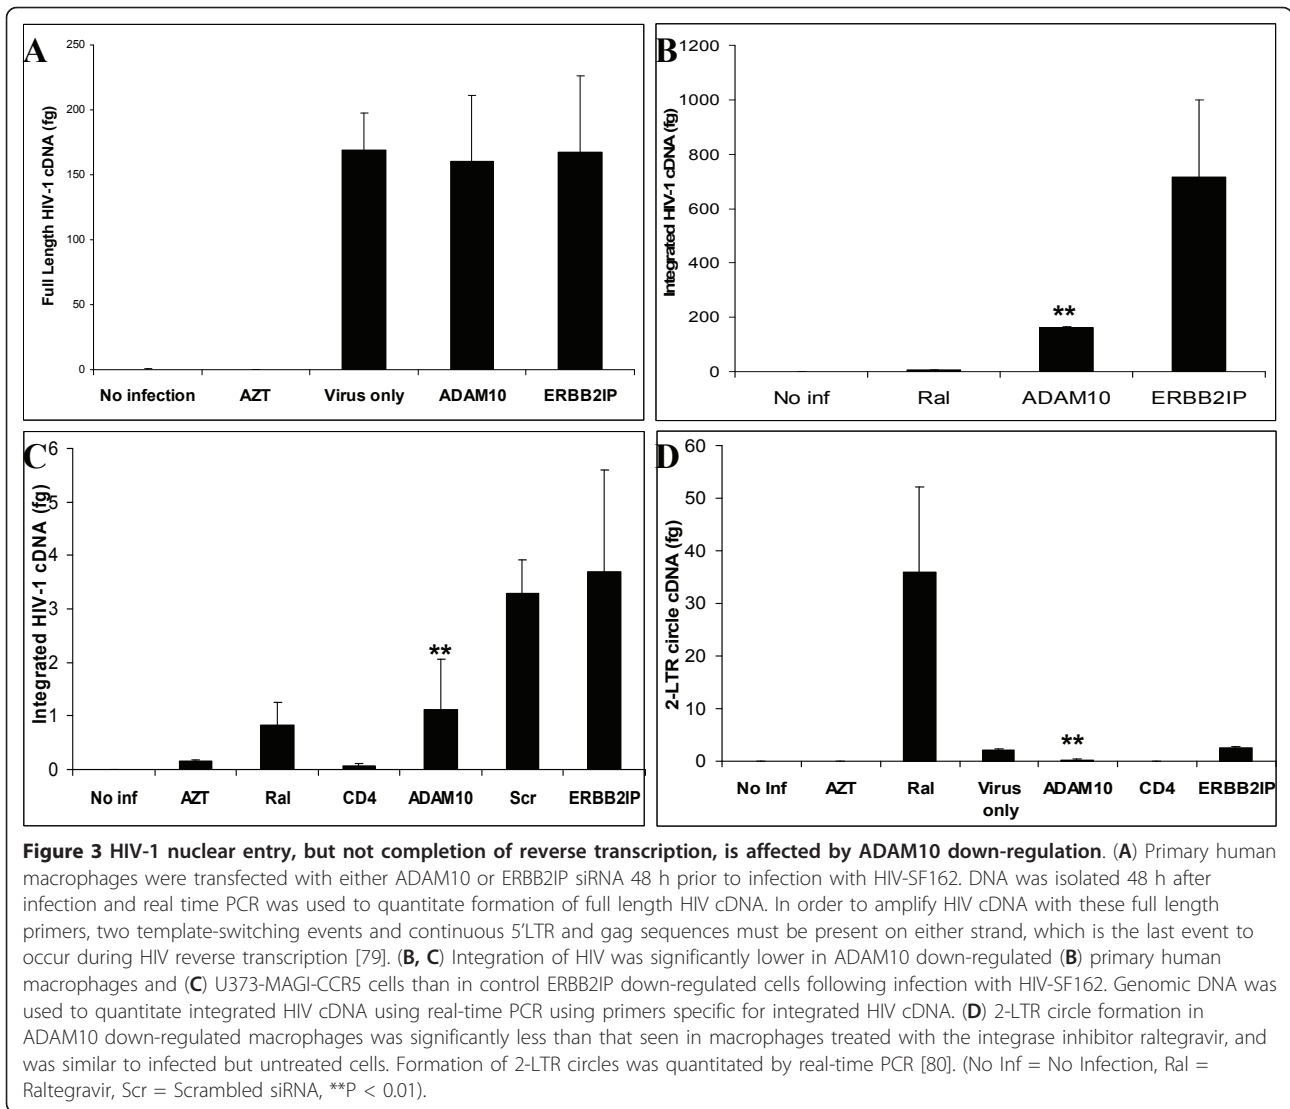 A
250
200
150
100
50
0
Full Length HIV-1 cDNA (fg)
No infection AZT Virus only ADAM10 ERBB2IP
B
1200
1000
800
600
400
200
0
Integrated HIV-1 cDNA (fg)
**
No inf Ral ADAM10 ERBB2IP
C
6
5
4
3
2
1
0
Integrated HIV-1 cDNA (fg)
**
No inf AZT Ral CD4 ADAM10 Scr ERBB2IP
D
60
50
40
30
20
10
0
2-LTR circle cDNA (fg)
**
No Inf AZT Ral Virus only ADAM10 CD4 ERBB2IP
Figure 3 HIV-1 nuclear entry, but not completion of reverse transcription, is affected by ADAM10 down-regulation. (A) Primary human
macrophages were transfected with either ADAM10 or ERBB2IP siRNA 48 h prior to infection with HIV-SF162. DNA was isolated 48 h after
infection and real time PCR was used to quantitate formation of full length HIV cDNA. In order to amplify HIV cDNA with these full length
primers, two template-switching events and continuous 5'LTR and gag sequences must be present on either strand, which is the last event to
occur during HIV reverse transcription [79]. (B, C) Integration of HIV was significantly lower in ADAM10 down-regulated (B) primary human
macrophages and (C) U373-MAGI-CCR5 cells than in control ERBB2IP down-regulated cells following infection with HIV-SF162. Genomic DNA was
used to quantitate integrated HIV cDNA using real-time PCR using primers specific for integrated HIV cDNA. (D) 2-LTR circle formation in
ADAM10 down-regulated macrophages was significantly less than that seen in macrophages treated with the integrase inhibitor raltegravir, and
was similar to infected but untreated cells. Formation of 2-LTR circles was quantitated by real-time PCR [80]. (No Inf = No Infection, Ral =
Raltegravir, Scr = Scrambled siRNA, **P < 0.01).